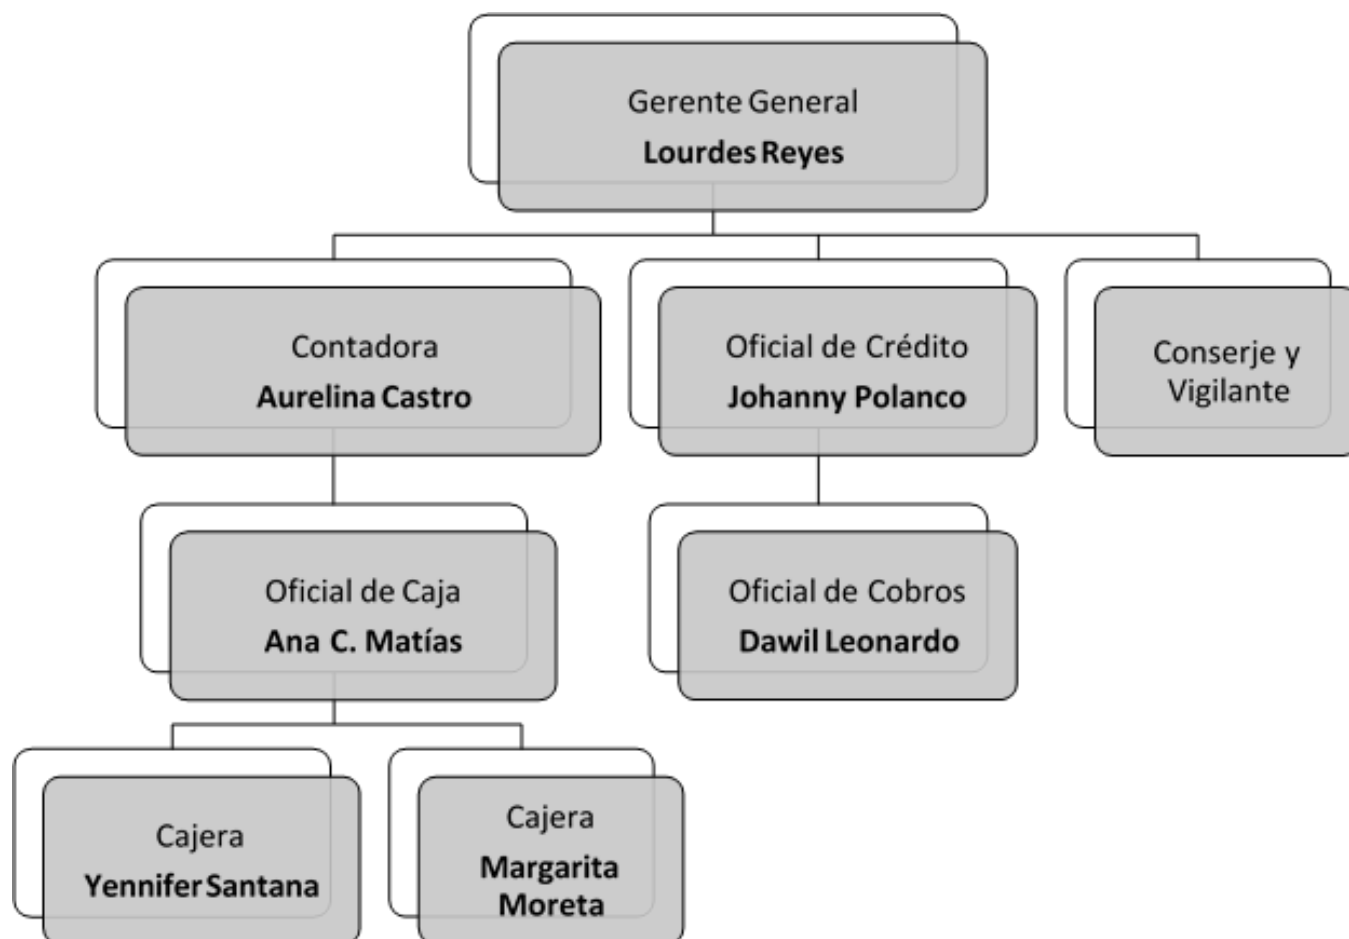 Gerente General
Lourdes Reyes
Contadora
Aurelina Castro
Oficial de Crédito
Johanny Polanco
Conserje y
Vigilante
Oficial de Caja
Ana C. Matías
Oficial de Cobros
Dawil Leonardo
Cajera
Yennifer Santana
Cajera
Margarita
Moreta